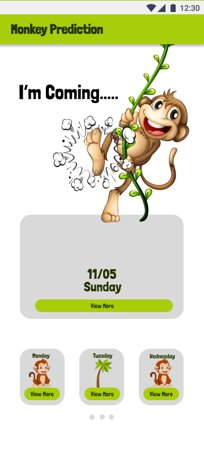 12:30
Monkey Prediction
I'm Coming.....
11/05
Sunday
View More
Monday
Tuesday
Wednesday
View More
View More
View More